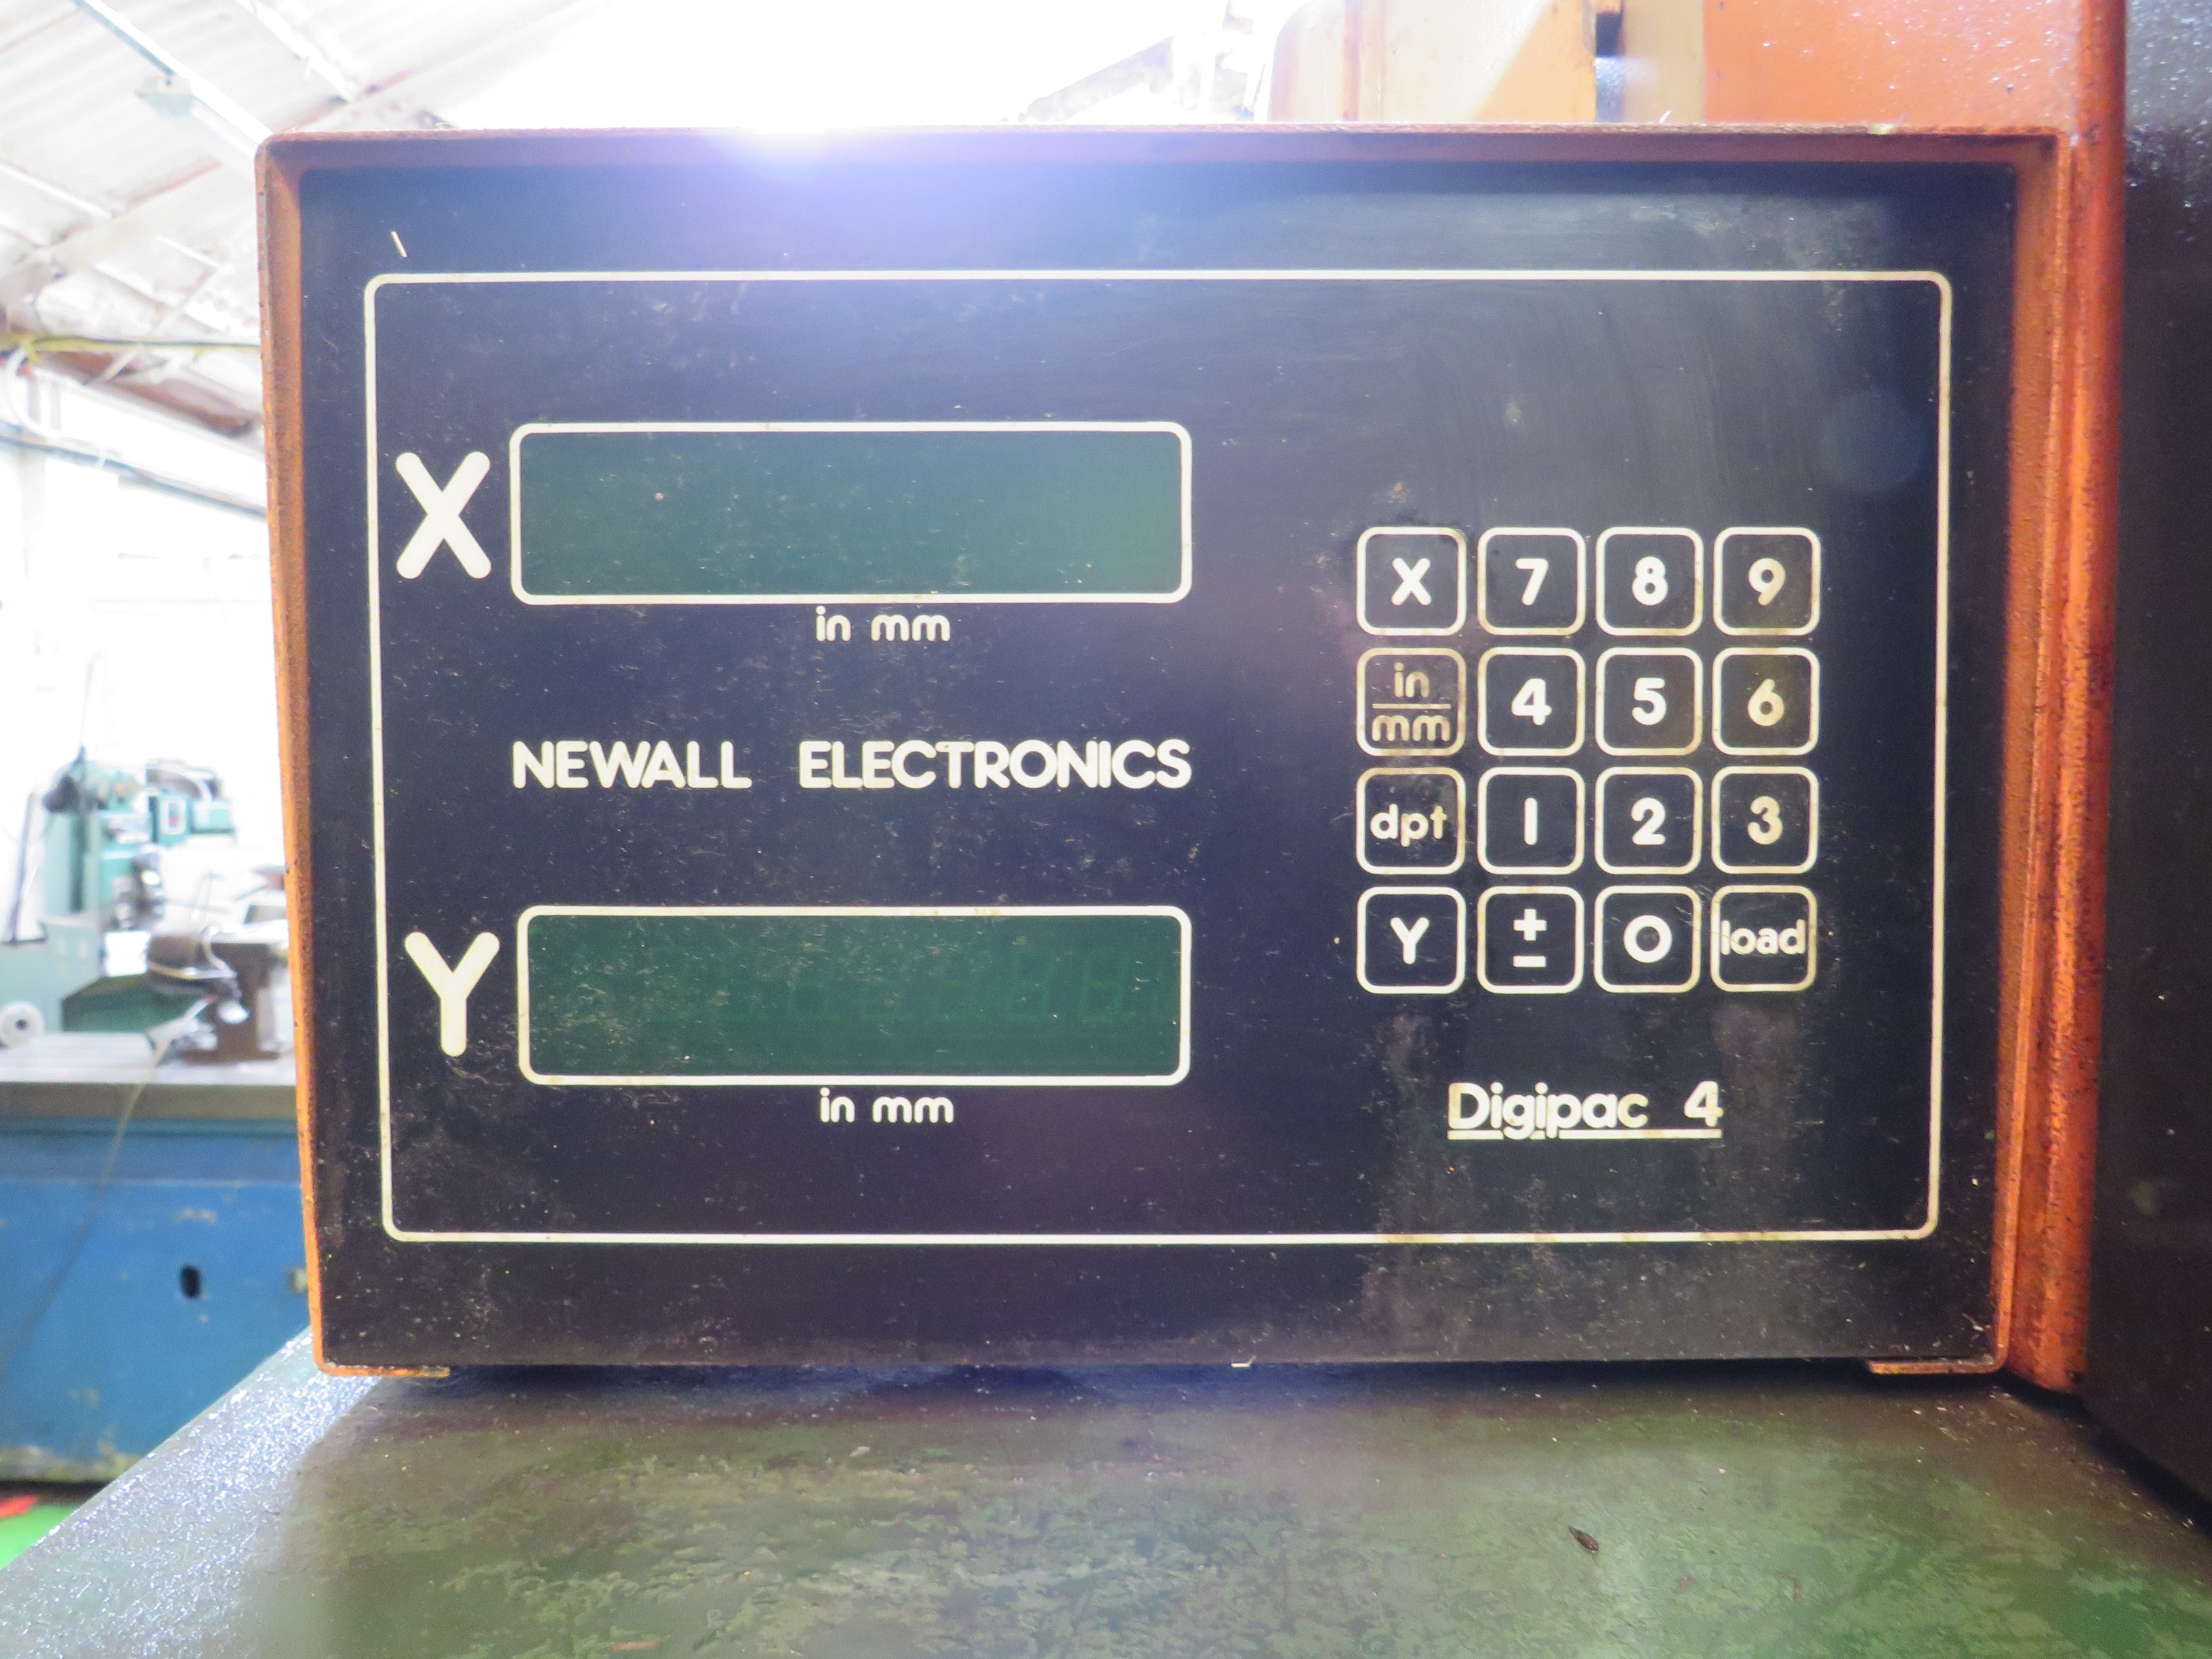 X
in mm
NEWALL ELECTRONICS
Y
in mm
X 7 8 9
in
mm
4 5 6
dpt 1 2 3
Y + - 0 load
Digipac 4